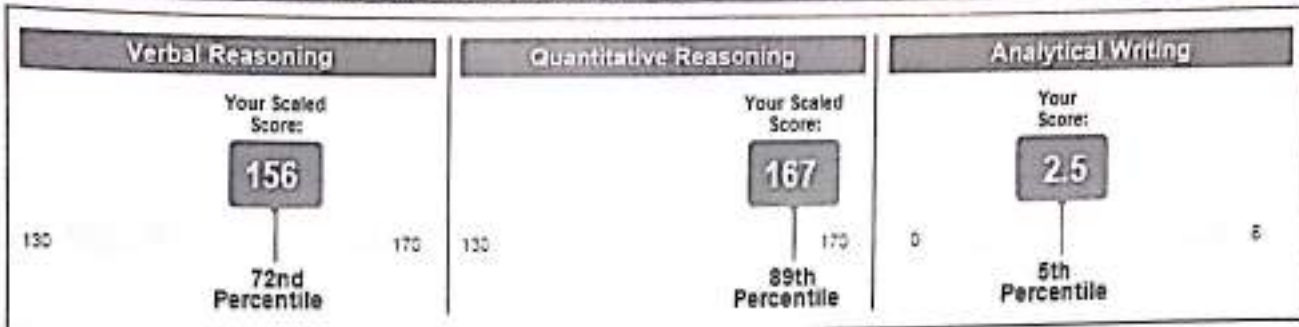 Verbal Reasoning
Your Scaled
Score:
156
130
170
72nd
Percentile
Quantitative Reasoning
Your Scaled
Score:
167
130
170
89th
Percentile
Analytical Writing
Your
Score:
2.5
0
6
5th
Percentile